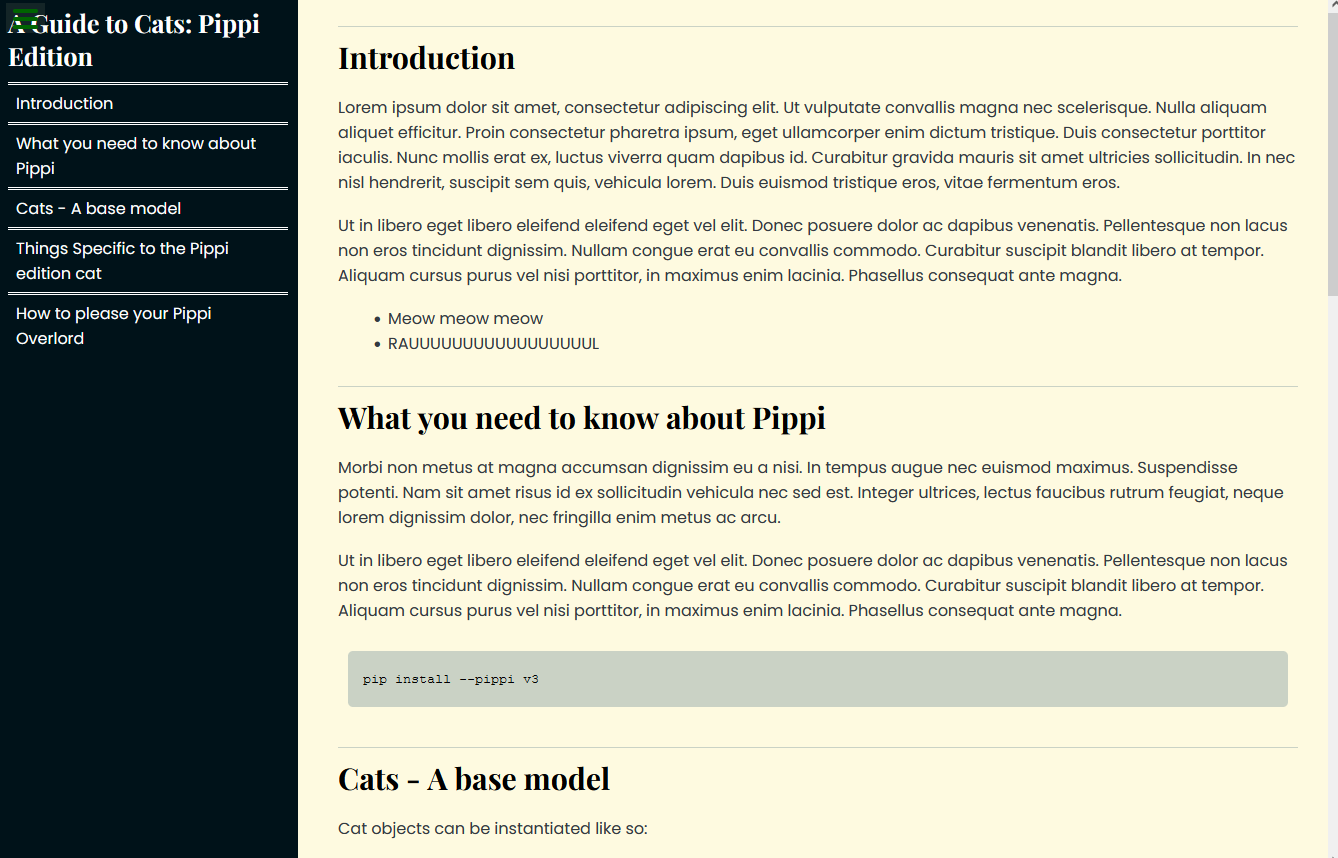 A Guide to Cats: Pippi
Edition
Introduction
What you need to know about
Pippi
Cats - A base model
Things Specific to the Pippi
edition cat
How to please your Pippi
Overlord
Introduction
Lorem ipsum dolor sit amet, consectetur adipiscing elit. Ut vulputate convallis magna nec scelerisque. Nulla aliquam
aliquet efficitur. Proin consectetur pharetra ipsum, eget ullamcorper enim dictum tristique. Duis consectetur porttitor
iaculis. Nunc mollis erat ex, luctus viverra quam dapibus id. Curabitur gravida mauris sit amet ultricies sollicitudin. In nec
nisl hendrerit, suscipit sem quis, vehicula lorem. Duis euismod tristique eros, vitae fermentum eros.
Ut in libero eget libero eleifend eleifend eget vel elit. Donec posuere dolor ac dapibus venenatis. Pellentesque non lacus
non eros tincidunt dignissim. Nullam congue erat eu convallis commodo. Curabitur suscipit blandit libero at tempor.
Aliquam cursus purus vel nisi porttitor, in maximus enim lacinia. Phasellus consequat ante magna.
• Meow meow meow
• RAUUUUUUUUUUUUUUUUUL
What you need to know about Pippi
Morbi non metus at magna accumsan dignissim eu a nisi. In tempus augue nec euismod maximus. Suspendisse
potenti. Nam sit amet risus id ex sollicitudin vehicula nec sed est. Integer ultrices, lectus faucibus rutrum feugiat, neque
lorem dignissim dolor, nec fringilla enim metus ac arcu.
Ut in libero eget libero eleifend eleifend eget vel elit. Donec posuere dolor ac dapibus venenatis. Pellentesque non lacus
non eros tincidunt dignissim. Nullam congue erat eu convallis commodo. Curabitur suscipit blandit libero at tempor.
Aliquam cursus purus vel nisi porttitor, in maximus enim lacinia. Phasellus consequat ante magna.
pip install --pippi v3
Cats - A base model
Cat objects can be instantiated like so: